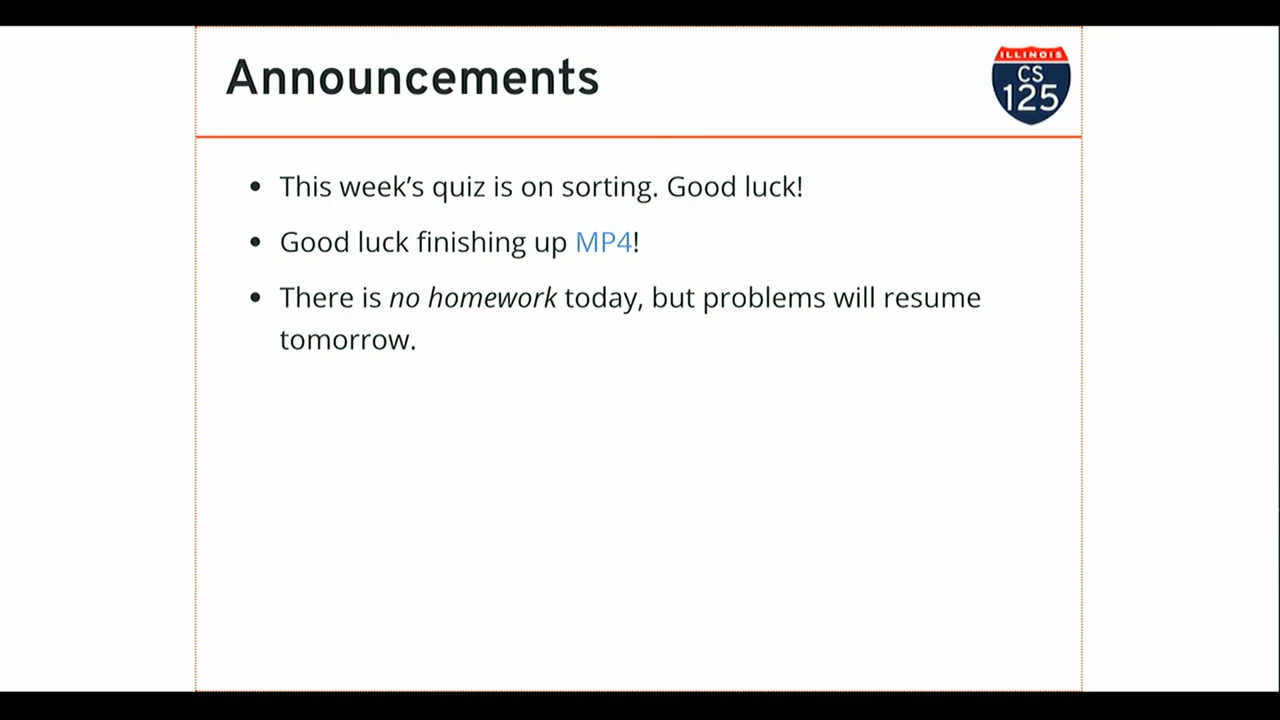 Announcements
ILLINOIS
CS
125
This week's quiz is on sorting. Good luck!
Good luck finishing up MP4!
There is no homework today, but problems will resume
tomorrow.